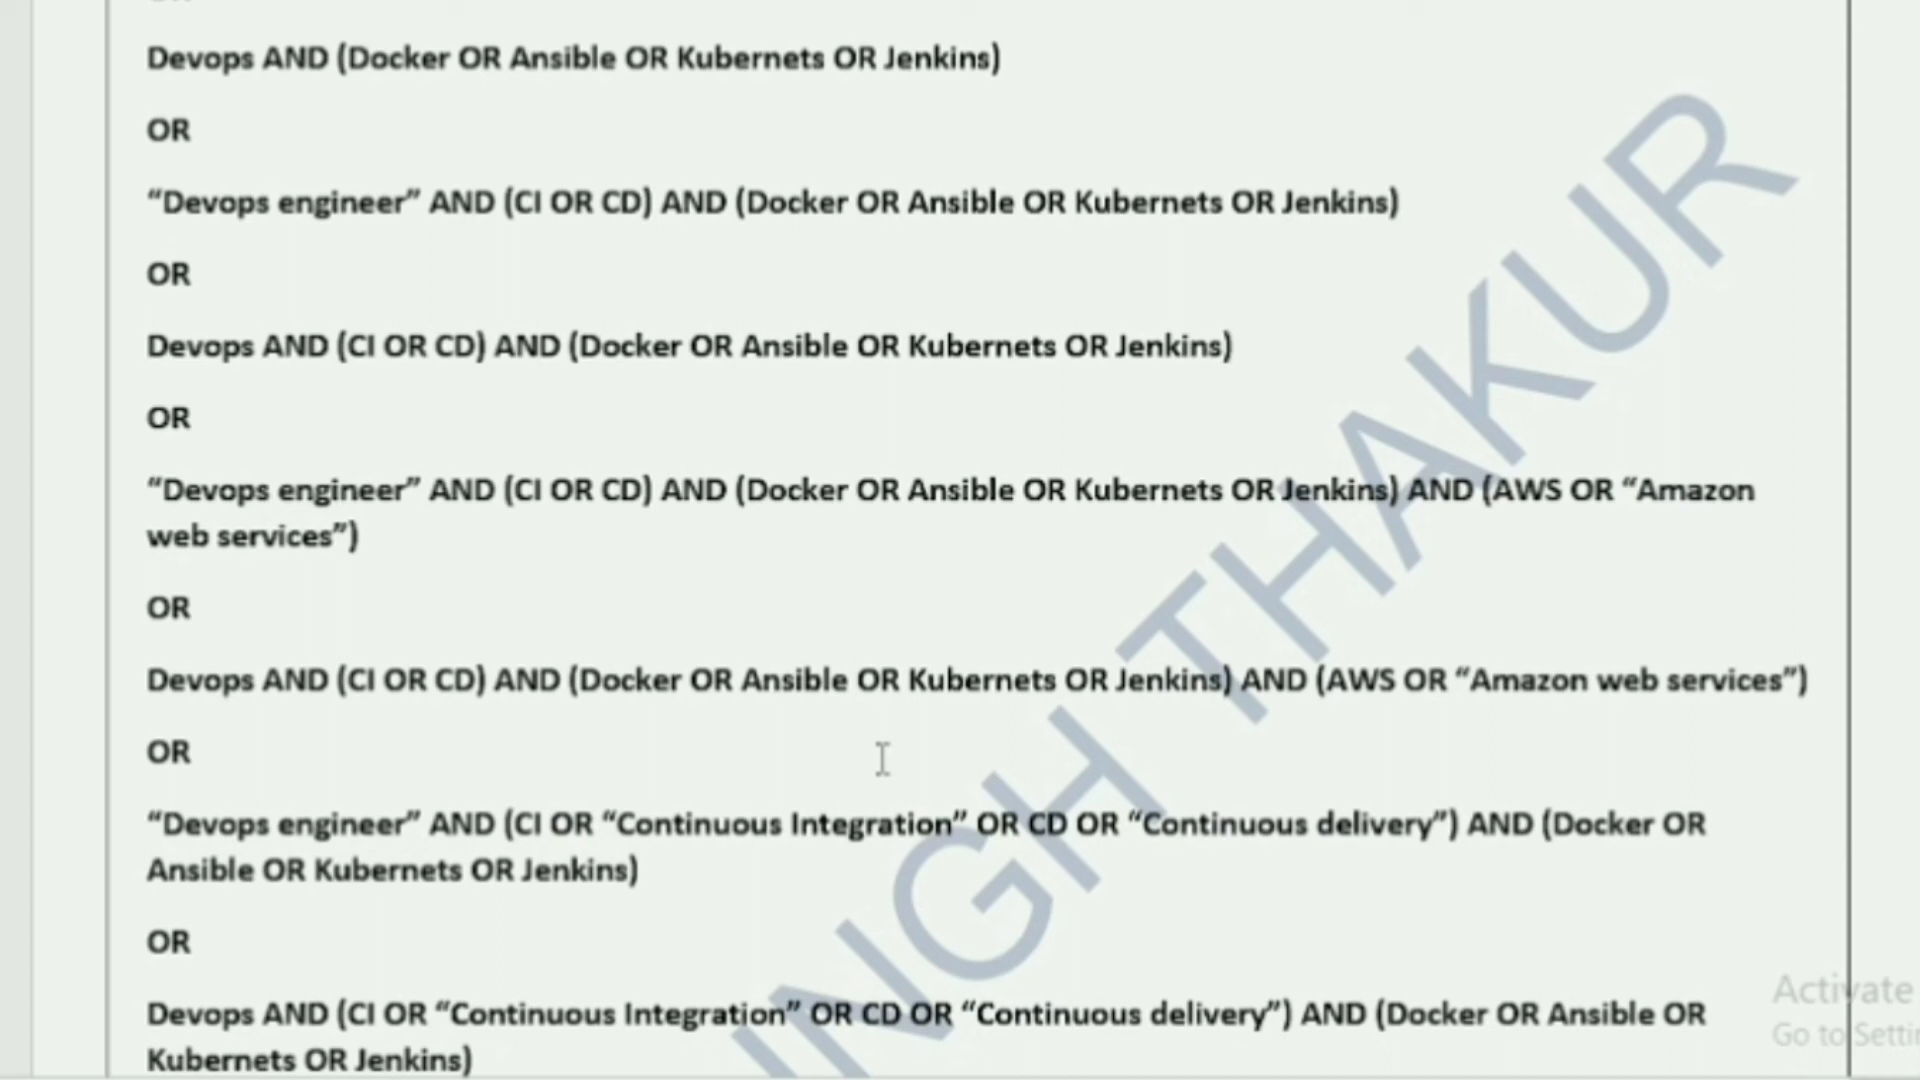 Devops AND (Docker OR Ansible OR Kubernets OR Jenkins)
OR
“Devops engineer” AND (CI OR CD) AND (Docker OR Ansible OR Kubernets OR Jenkins)
OR
Devops AND (CI OR CD) AND (Docker OR Ansible OR Kubernets OR Jenkins)
OR
“Devops engineer” AND (CI OR CD) AND (Docker OR Ansible OR Kubernets OR Jenkins) AND (AWS OR “Amazon
web services”)
OR
Devops AND (CI OR CD) AND (Docker OR Ansible OR Kubernets OR Jenkins) AND (AWS OR “Amazon web services”)
OR
“Devops engineer” AND (CI OR “Continuous Integration” OR CD OR “Continuous delivery”) AND (Docker OR
Ansible OR Kubernets OR Jenkins)
OR
Devops AND (CI OR “Continuous Integration” OR CD OR “Continuous delivery”) AND (Docker OR Ansible OR
Kubernets OR Jenkins)
INGH THAKUR
Activate
Go to Setti